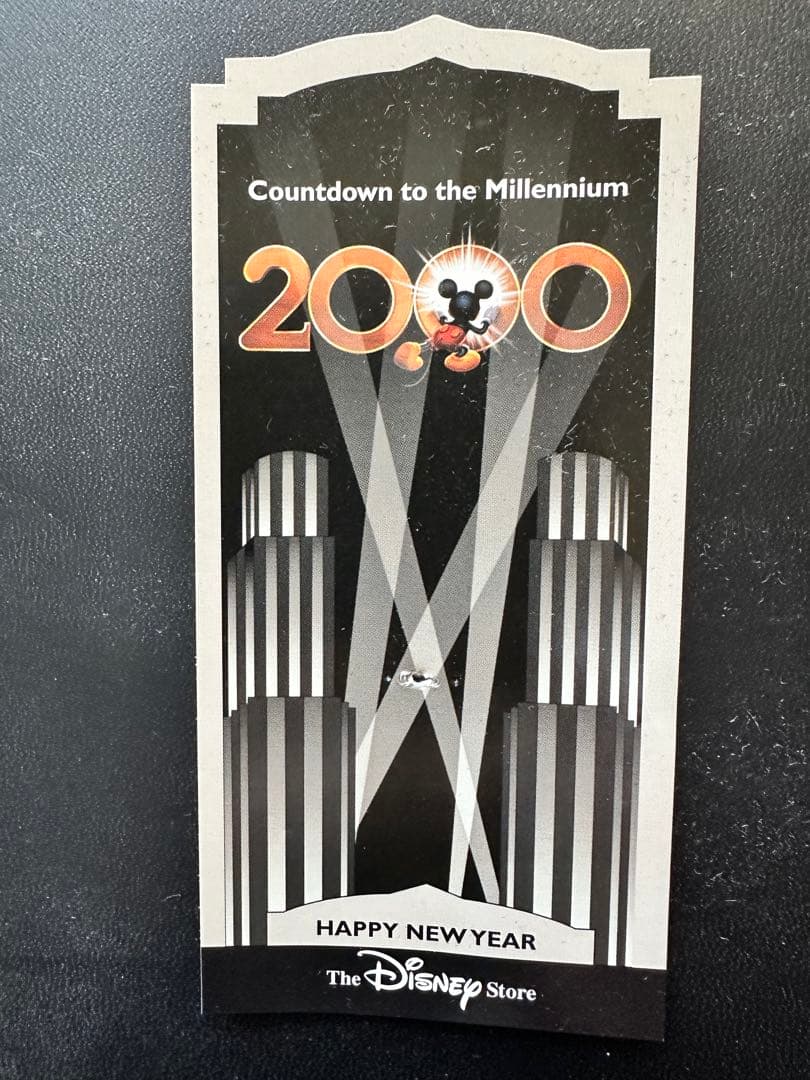 Countdown to the Millennium
2000
HAPPY NEW YEAR
The Disney Store